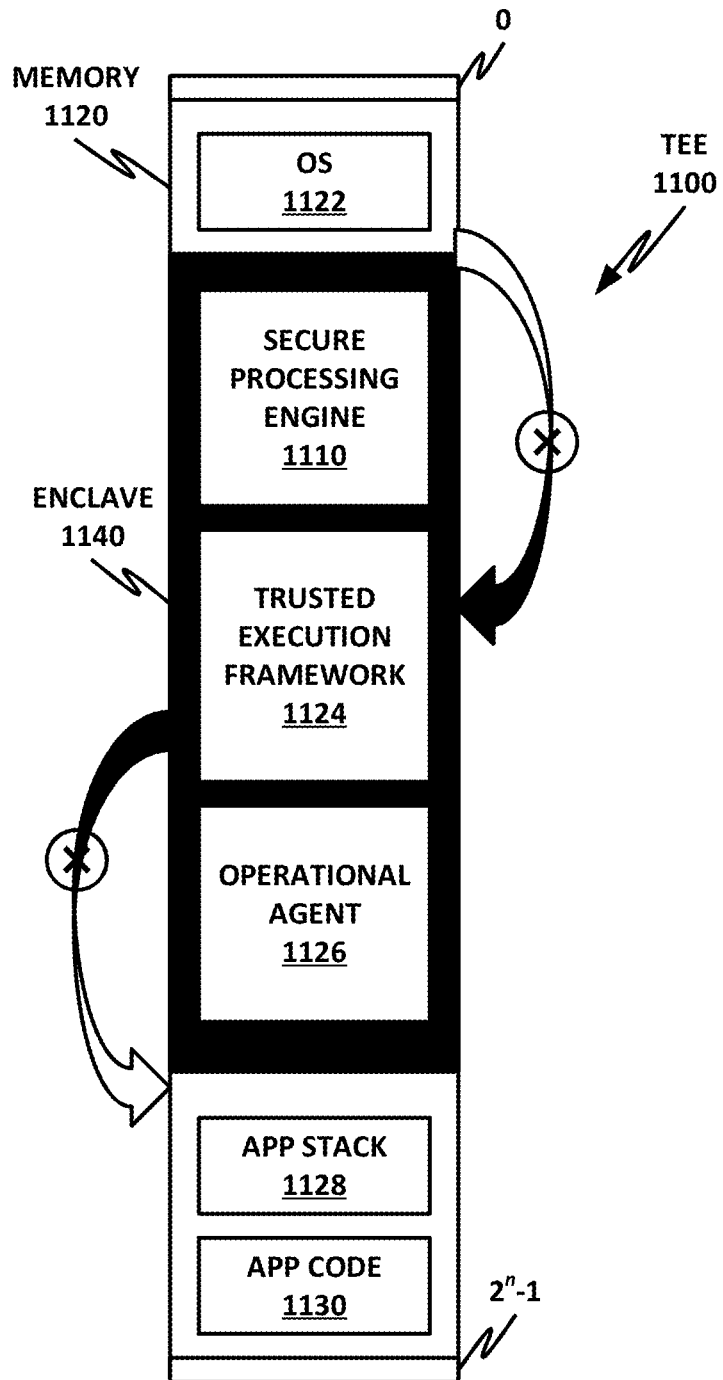 0
MEMORY
1120
TEE
1100
OS
1122
SECURE
PROCESSING
ENGINE
1110
ENCLAVE
1140
TRUSTED
EXECUTION
FRAMEWORK
1124
OPERATIONAL
AGENT
1126
APP STACK
1128
APP CODE
1130
2ⁿ-1